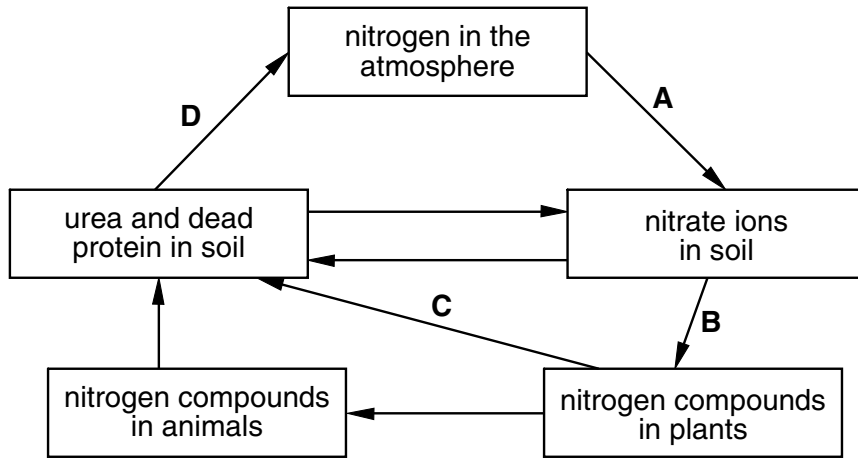 nitrogen in the
atmosphere
D
A
urea and dead
protein in soil
nitrate ions
in soil
C
B
nitrogen compounds
in animals
nitrogen compounds
in plants